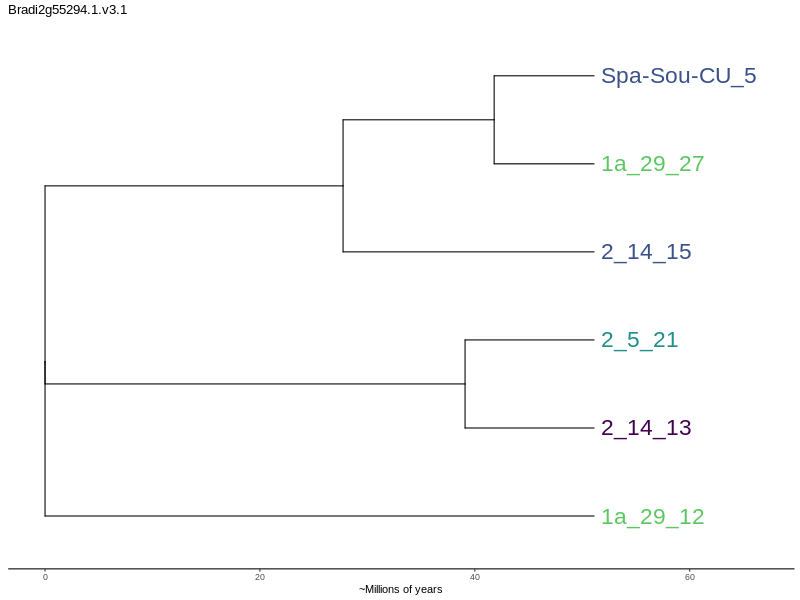 Bradi2g55294.1.v3.1
Spa-Sou-CU_5
1a_29_27
2_14_15
2_5_21
2_14_13
1a_29_12
0 20 40 60
~Millions of years